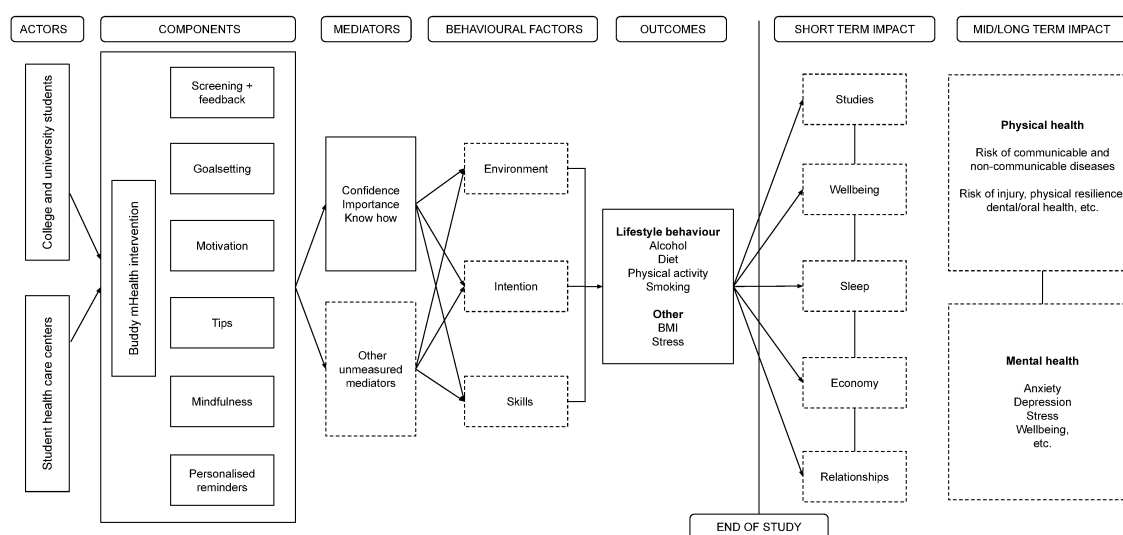 ACTORS
COMPONENTS
MEDIATORS
BEHAVIOURAL FACTORS
OUTCOMES
SHORT TERM IMPACT
MID/LONG TERM IMPACT
College and university students
Student health care centers
Buddy mHealth intervention
Screening +
feedback
Goalsetting
Motivation
Tips
Mindfulness
Personalised
reminders
Confidence
Importance
Know how
Other
unmeasured
mediators
Environment
Intention
Skills
Lifestyle behaviour
Alcohol
Diet
Physical activity
Smoking
Other
BMI
Stress
END OF STUDY
Studies
Wellbeing
Sleep
Economy
Relationships
Physical health
Risk of communicable and
non-communicable diseases
Risk of injury, physical resilience
dental/oral health, etc.
Mental health
Anxiety
Depression
Stress
Wellbeing,
etc.